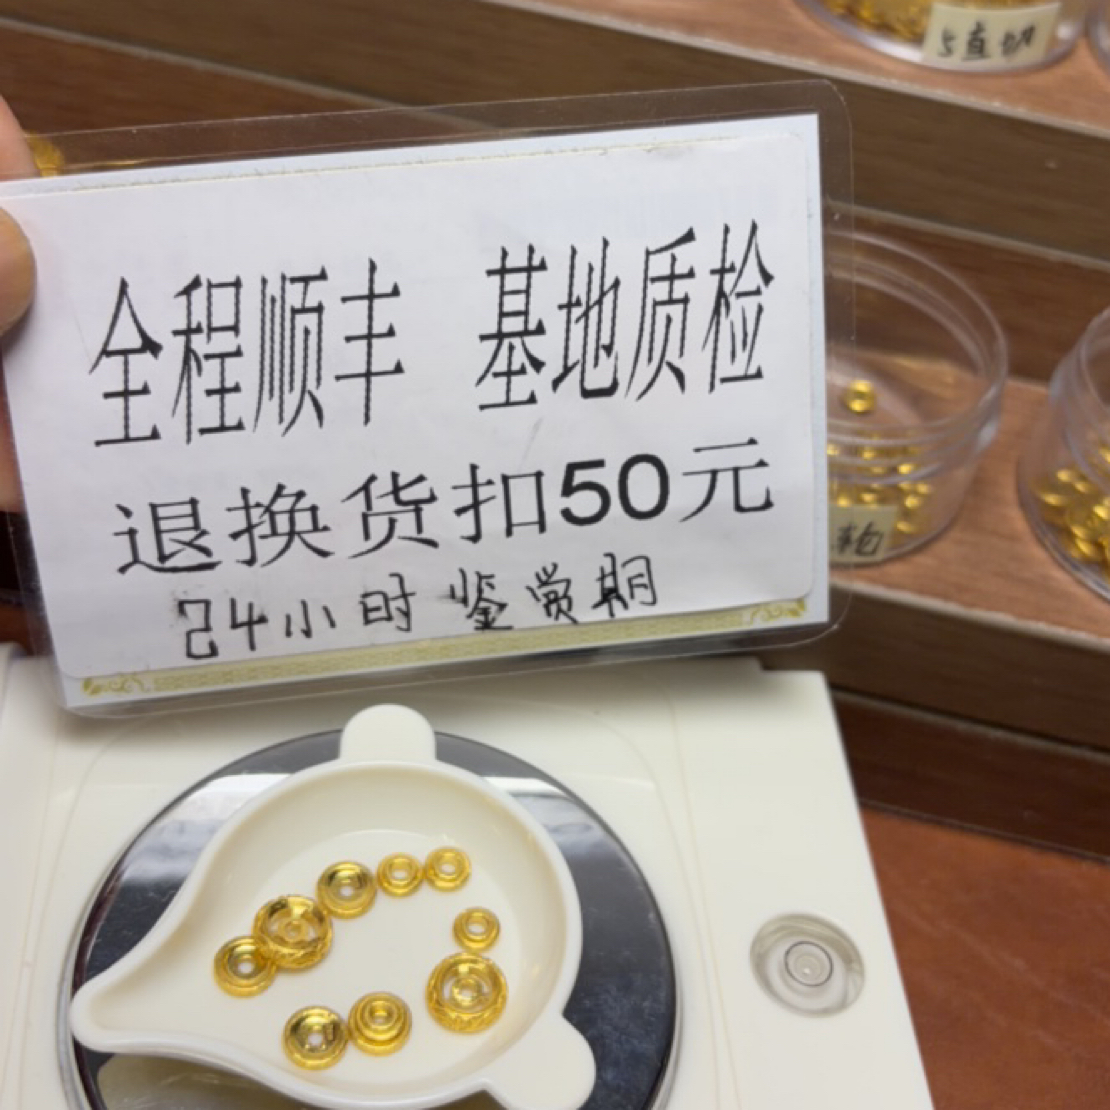 全程顺丰 基地质检
退换货扣50元
24小时鉴赏期